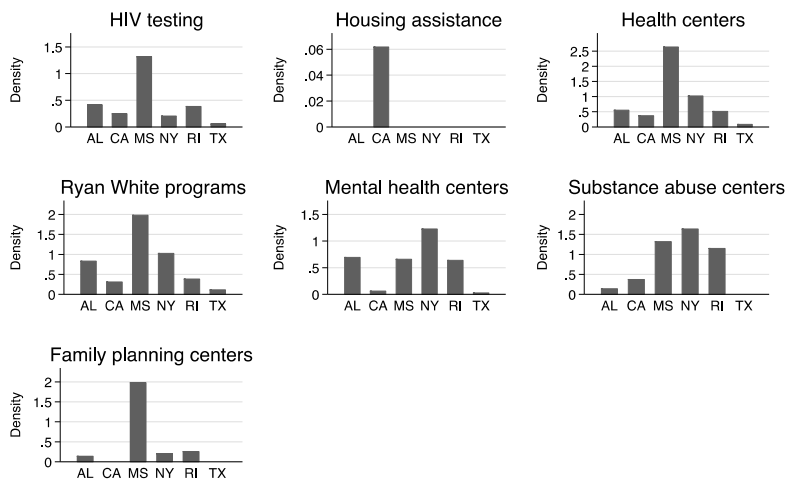 HIV testing
Density
1.5
1
.5
0
AL CA MS NY RI TX
Housing assistance
Density
.06
.04
.02
0
AL CA MS NY RI TX
Health centers
Density
2.5
2
1.5
1
.5
0
AL CA MS NY RI TX
Ryan White programs
Density
2
1.5
1
.5
0
AL CA MS NY RI TX
Mental health centers
Density
1.5
1
.5
0
AL CA MS NY RI TX
Substance abuse centers
Density
2
1.5
1
.5
0
AL CA MS NY RI TX
Family planning centers
Density
2
1.5
1
.5
0
AL CA MS NY RI TX